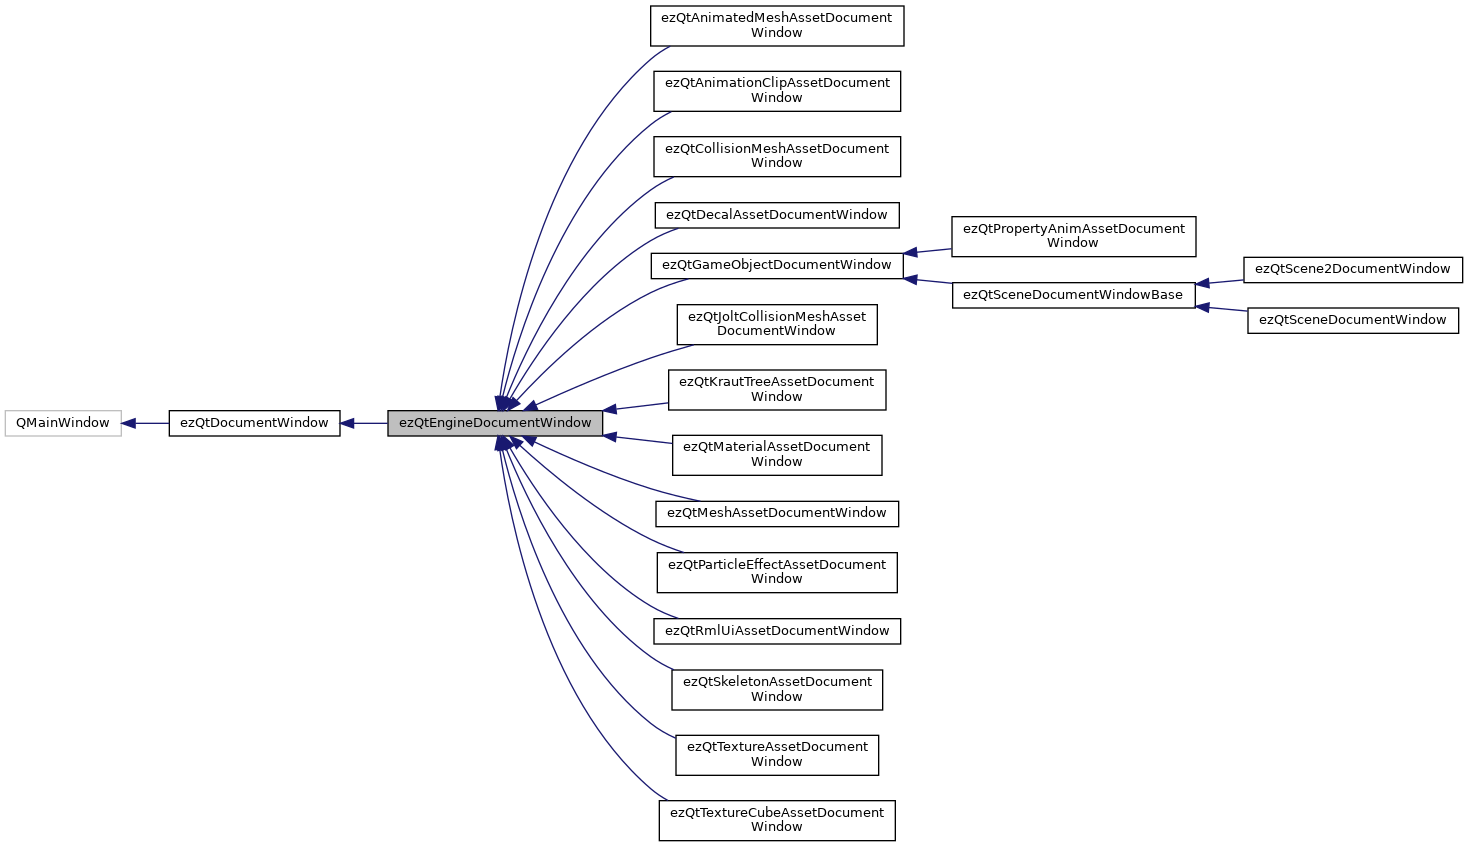 ezQtAnimatedMeshAssetDocument
Window
ezQtAnimationClipAssetDocument
Window
ezQtCollisionMeshAssetDocument
Window
ezQtDecalAssetDocumentWindow
ezQtGameObjectDocumentWindow
ezQtPropertyAnimAssetDocument
Window
ezQtSceneDocumentWindowBase
ezQtScene2DocumentWindow
ezQtSceneDocumentWindow
ezQtJoltCollisionMeshAsset
DocumentWindow
ezQtKrautTreeAssetDocument
Window
QMainWindow
ezQtDocumentWindow
ezQtEngineDocumentWindow
ezQtMaterialAssetDocument
Window
ezQtMeshAssetDocumentWindow
ezQtParticleEffectAssetDocument
Window
ezQtRmlUiAssetDocumentWindow
ezQtSkeletonAssetDocument
Window
ezQtTextureAssetDocument
Window
ezQtTextureCubeAssetDocument
Window